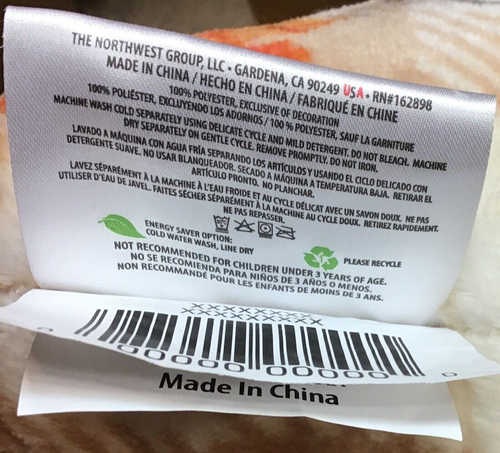 THE NORTHWEST GROUP, LLC • GARDENA, CA 90249 USA • RN#162898
MADE IN CHINA / HECHO EN CHINA / FABRIQUÉ EN CHINE
100% POLYESTER, EXCLUSIVE OF DECORATION
100% POLIÉSTER, EXCLUYENDO LOS ADORNOS / 100 % POLYESTER, SAUF LA GARNITURE
MACHINE WASH COLD SEPARATELY USING DELICATE CYCLE AND MILD DETERGENT. DO NOT BLEACH. MACHINE
DRY SEPARATELY ON GENTLE CYCLE. REMOVE PROMPTLY. DO NOT IRON.
LAVADO A MÁQUINA CON AGUA FRÍA SEPARANDO LOS ARTÍCULOS Y USANDO EL CICLO DELICADO CON
DETERGENTE SUAVE. NO USAR BLANQUEADOR. SECADO A MÁQUINA A TEMPERATURA BAJA. RETIRAR EL
ARTÍCULO PRONTO. NO PLANCHAR.
LAVEZ SÉPARÉMENT À LA MACHINE À L'EAU FROIDE ET AU CYCLE DÉLICAT AVEC UN SAVON DOUX. NE PAS
UTILISER D'EAU DE JAVEL. FAITES SÉCHER SÉPARÉMENT À LA MACHINE AU CYCLE DOUX. RETIREZ RAPIDEMENT.
NE PAS REPASSER.
ENERGY SAVER OPTION:
COLD WATER WASH, LINE DRY
PLEASE RECYCLE
NOT RECOMMENDED FOR CHILDREN UNDER 3 YEARS OF AGE.
NO SE RECOMIENDA PARA NIÑOS DE 3 AÑOS O MENOS.
NON RECOMMANDÉ POUR LES ENFANTS DE MOINS DE 3 ANS.
0 00000 00000 0
Made In China